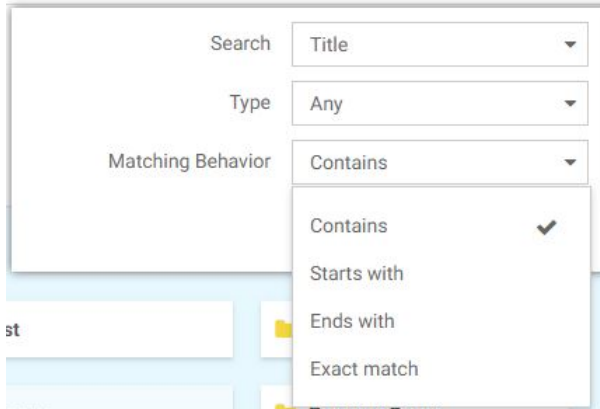 Search Title
Type Any
Matching Behavior Contains
Contains
Starts with
Ends with
st
Exact match